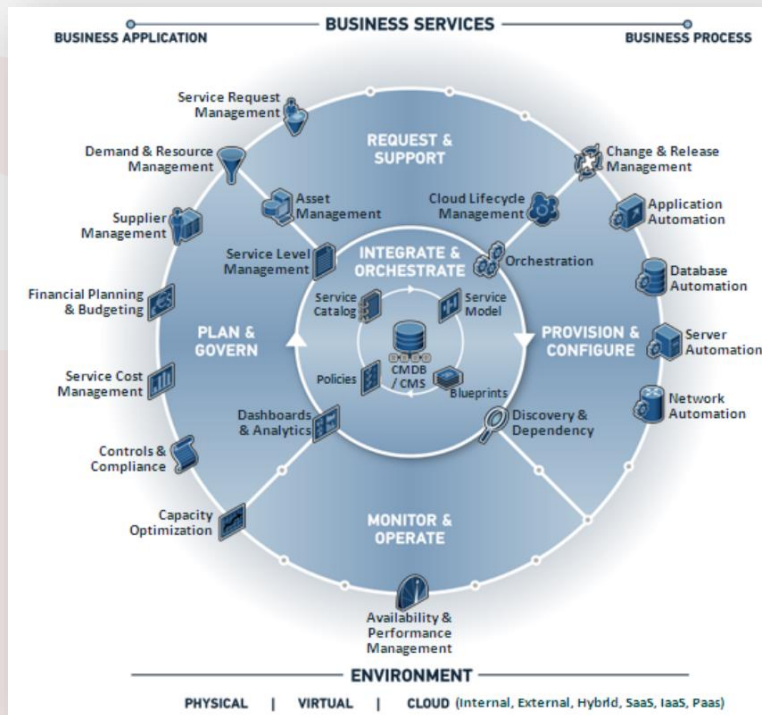 BUSINESS SERVICES
BUSINESS APPLICATION
BUSINESS PROCESS
Service Request
Management
REQUEST &
SUPPORT
Demand & Resource
Management
Change & Release
Management
Asset
Management
Cloud Lifecycle
Management
Application
Automation
Supplier
Management
Service Level
Management
INTEGRATE &
ORCHESTRATE
Orchestration
Database
Automation
Financial Planning
& Budgeting
Service
Catalog
Service
Model
PLAN &
GOVERN
PROVISION &
CONFIGURE
Server
Automation
CMDB
/ CMS
Policies
Blueprints
Service Cost
Management
Network
Automation
Dashboards
& Analytics
Discovery &
Dependency
Controls &
Compliance
Capacity
Optimization
MONITOR &
OPERATE
Availability &
Performance
Management
ENVIRONMENT
PHYSICAL | VIRTUAL | CLOUD (Internal, External, Hybrid, SaaS, IaaS, Paas)